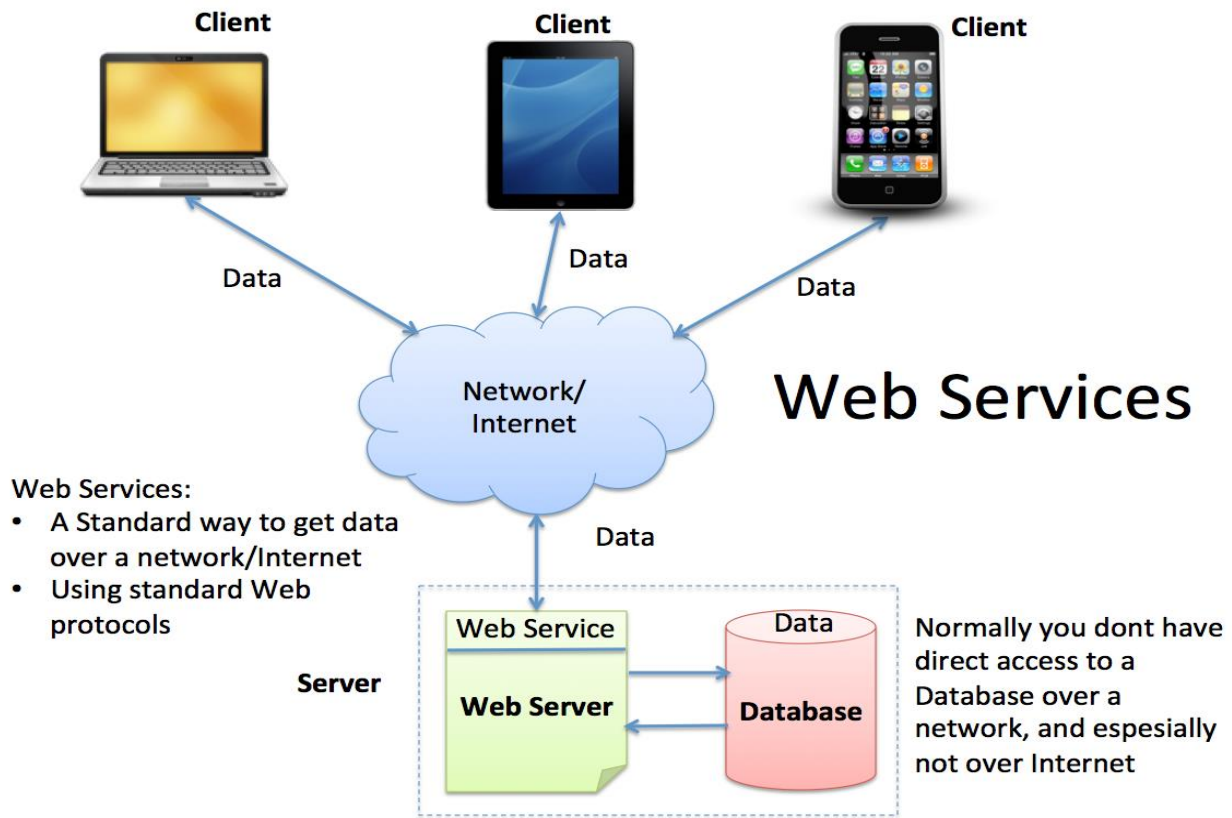 Client
Client
Client
Data
Data
Data
Network/
Internet
Web Services
Web Services:
• A Standard way to get data
over a network/Internet
• Using standard Web
protocols
Data
Server
Web Service
Web Server
Data
Database
Normally you dont have
direct access to a
Database over a
network, and espesially
not over Internet